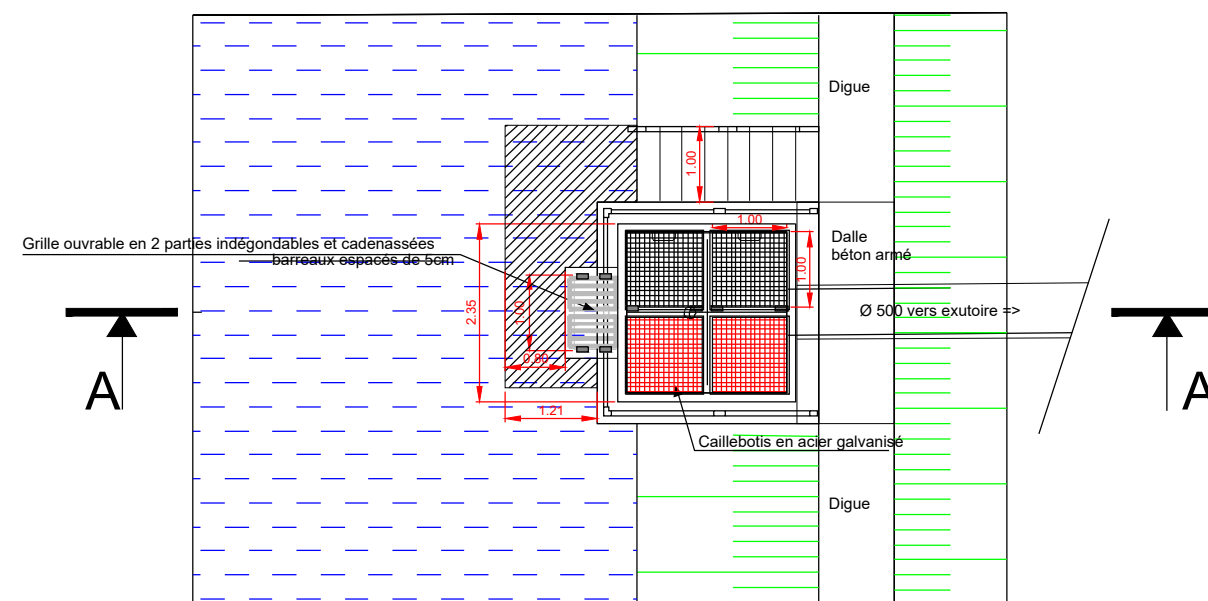 Digue
1.00
Grille ouvrable en 2 parties indégondables et cadenassées
barreaux espacés de 5cm
1.00
Dalle
béton armé
1.00
2.35
1.00
Ø 500 vers exutoire =>
0.80
A
A
1.21
Caillebotis en acier galvanisé
Digue